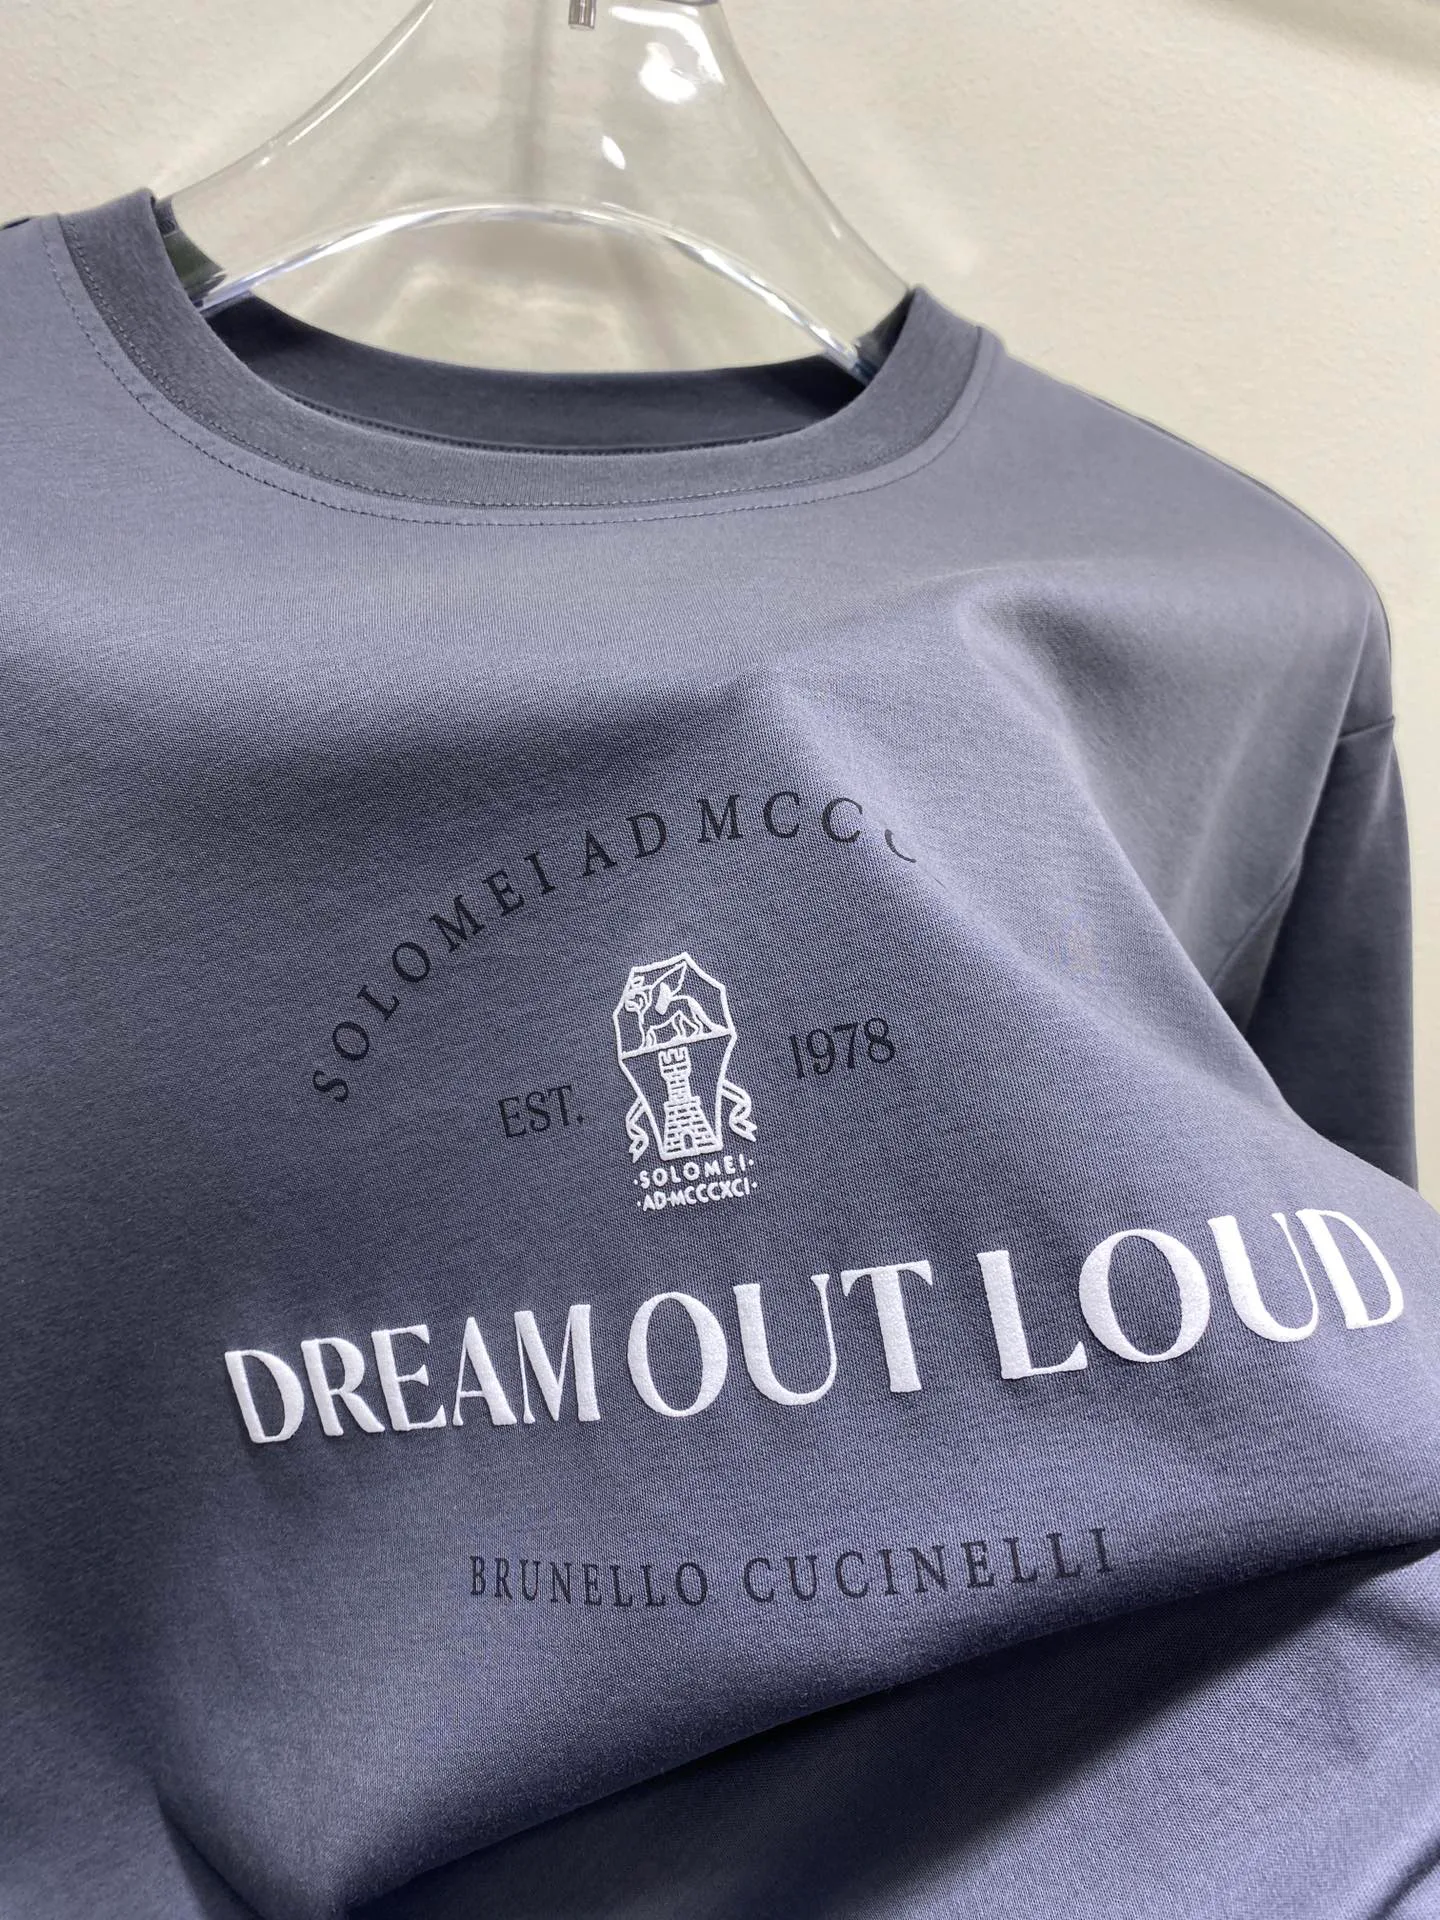 SOLOMEI AD MCCC
EST.
1978
·SOLOMEI·
·AD·MCCCXCI·
DREAM OUT LOUD
BRUNELLO CUCINELLI